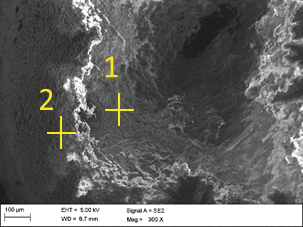 1
2
100 µm
EHT = 5.00 kV
Signal A = SE2
WD = 8.7 mm
Mag = 300 X